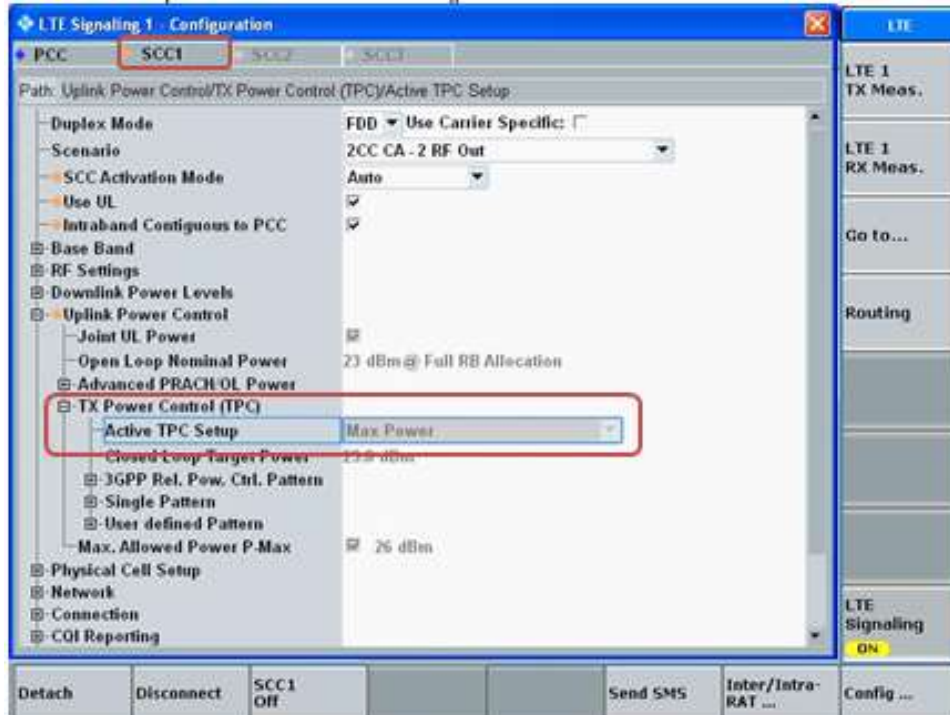 LTE Signaling 1 - Configuration
LTE
PCC SCC1 SCC2 SCC3
Path: Uplink Power Control/TX Power Control (TPC)/Active TPC Setup
LTE 1
TX Meas.
Duplex Mode FDD Use Carrier Specific:
Scenario 2CC CA - 2 RF Out
LTE 1
RX Meas.
SCC Activation Mode Auto
Use UL
Intraband Contiguous to PCC
Go to...
Base Band
RF Settings
Downlink Power Levels
Uplink Power Control
Routing
Joint UL Power
Open Loop Nominal Power 23 dBm@ Full RB Allocation
Advanced PRACH/OL Power
TX Power Control (TPC)
Active TPC Setup Max Power
Closed Loop Target Power dBm
3GPP Rel. Pow. Ctrl. Pattern
Single Pattern
User defined Pattern
Max. Allowed Power P-Max 26 dBm
Physical Cell Setup
Network
Connection
CQI Reporting
LTE
Signaling
ON
Detach Disconnect SCC1
Off
Send SMS Inter/Intra-
RAT ...
Config ...